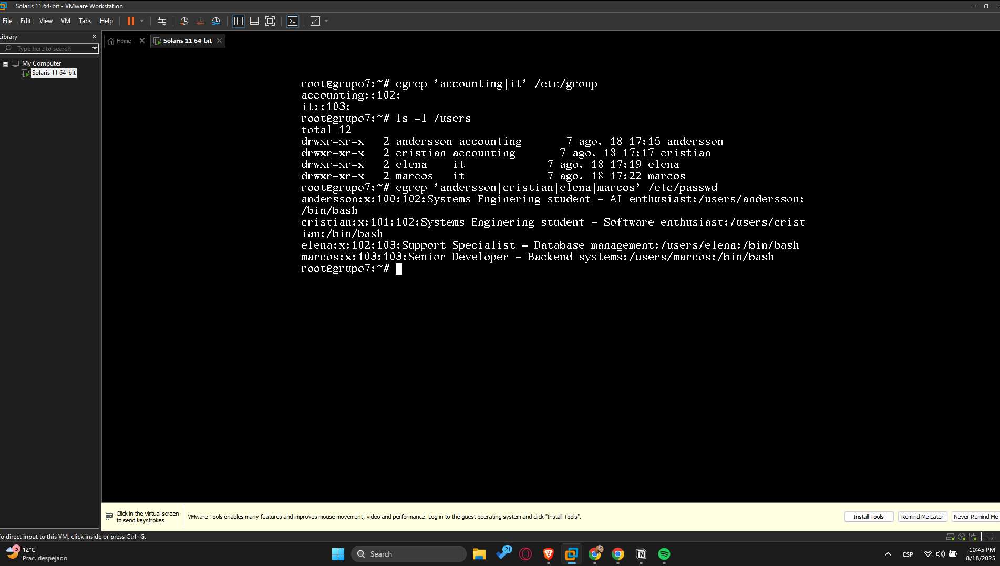 Solaris 11 64-bit - VMware Workstation
File Edit View VM Tabs Help
Library
Type here to search
My Computer
Solaris 11 64-bit
Home
Solaris 11 64-bit
root@grupo7:~# egrep ’accounting|it’ /etc/group
accounting::102:
it::103:
root@grupo7:~# ls -l /users
total 12
drwxr-xr-x 2 andersson accounting 7 ago. 18 17:15 andersson
drwxr-xr-x 2 cristian accounting 7 ago. 18 17:17 cristian
drwxr-xr-x 2 elena it 7 ago. 18 17:19 elena
drwxr-xr-x 2 marcos it 7 ago. 18 17:22 marcos
root@grupo7:~# egrep ’andersson|cristian|elena|marcos’ /etc/passwd
andersson:x:100:102:Systems Enginering student - AI enthusiast:/users/andersson:
/bin/bash
cristian:x:101:102:Systems Enginering student - Software enthusiast:/users/crist
ian:/bin/bash
elena:x:102:103:Support Specialist - Database management:/users/elena:/bin/bash
marcos:x:103:103:Senior Developer - Backend systems:/users/marcos:/bin/bash
root@grupo7:~#
Click in the virtual screen
to send keystrokes
VMware Tools enables many features and improves mouse movement, video and performance. Log in to the guest operating system and click "Install Tools".
Install Tools
Remind Me Later
Never Remind Me
To direct input to this VM, click inside or press Ctrl+G.
5
12°C
Prac. despejado
Search
21
ESP
10:45 PM
8/18/2025